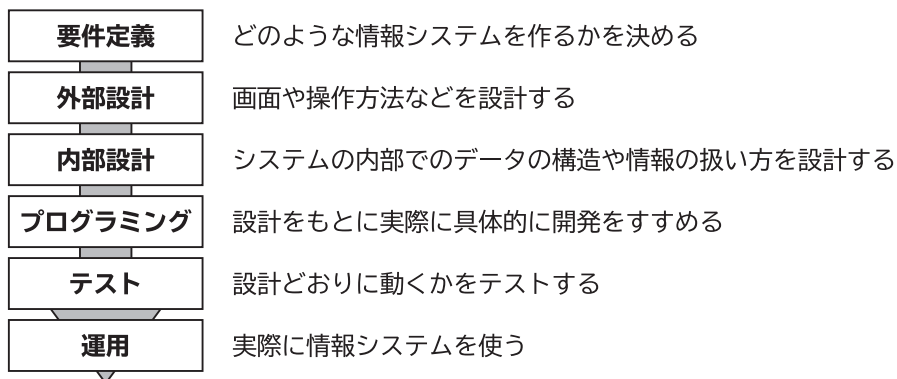 要件定義 どのような情報システムを作るかを決める
外部設計 画面や操作方法などを設計する
内部設計 システムの内部でのデータの構造や情報の扱い方を設計する
プログラミング 設計をもとに実際に具体的に開発をすすめる
テスト 設計どおりに動くかをテストする
運用 実際に情報システムを使う